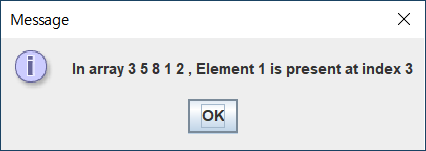 Message
In array 3 5 8 1 2 , Element 1 is present at index 3
OK